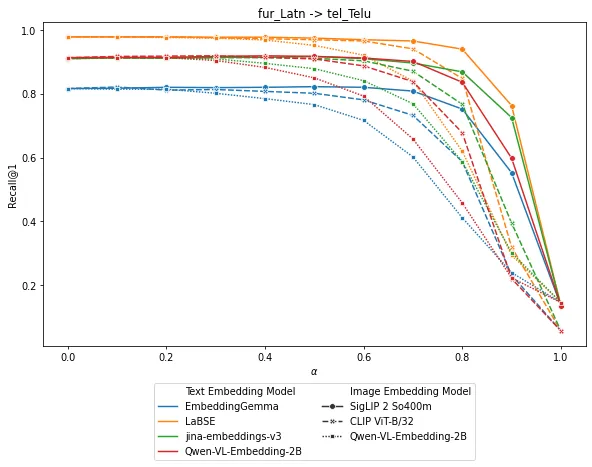 fur_Latn -> tel_Telu
Recall@1
1.0
0.8
0.6
0.4
0.2
0.0 0.2 0.4 0.6 0.8 1.0
α
Text Embedding Model Image Embedding Model
EmbeddingGemma SigLIP 2 So400m
LaBSE CLIP ViT-B/32
jina-embeddings-v3 Qwen-VL-Embedding-2B
Qwen-VL-Embedding-2B